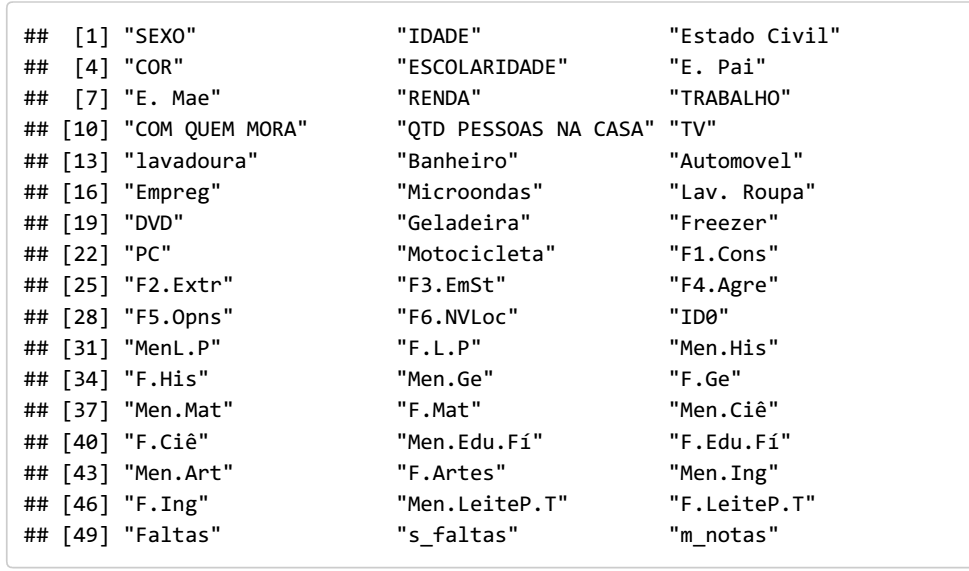 ##  [1] "SEXO"                "IDADE"               "Estado Civil"
##  [4] "COR"                 "ESCOLARIDADE"        "E. Pai"
##  [7] "E. Mae"              "RENDA"               "TRABALHO"
## [10] "COM QUEM MORA"       "QTD PESSOAS NA CASA" "TV"
## [13] "lavadoura"           "Banheiro"            "Automovel"
## [16] "Empreg"              "Microondas"          "Lav. Roupa"
## [19] "DVD"                 "Geladeira"           "Freezer"
## [22] "PC"                  "Motocicleta"         "F1.Cons"
## [25] "F2.Extr"             "F3.EmSt"             "F4.Agre"
## [28] "F5.Opns"             "F6.NVLoc"            "ID0"
## [31] "MenL.P"              "F.L.P"               "Men.His"
## [34] "F.His"               "Men.Ge"              "F.Ge"
## [37] "Men.Mat"             "F.Mat"               "Men.Ciê"
## [40] "F.Ciê"               "Men.Edu.Fí"          "F.Edu.Fí"
## [43] "Men.Art"             "F.Artes"             "Men.Ing"
## [46] "F.Ing"               "Men.LeiteP.T"        "F.LeiteP.T"
## [49] "Faltas"              "s_faltas"            "m_notas"